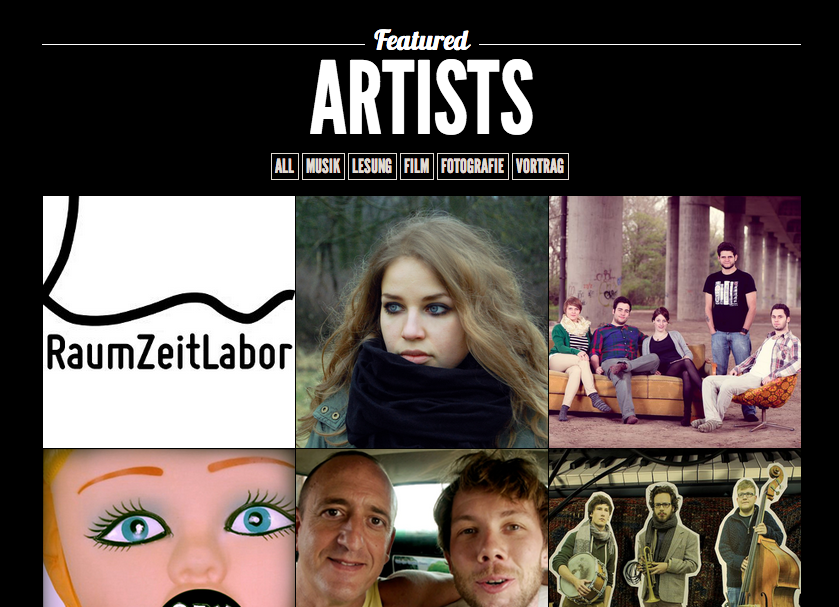 Featured
ARTISTS
ALL MUSIK LESUNG FILM FOTOGRAFIE VORTRAG
RaumZeitLabor